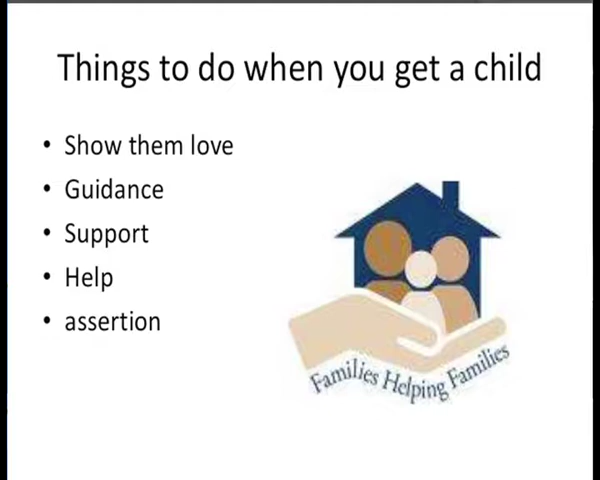 Things to do when you get a child
• Show them love
• Guidance
• Support
• Help
• assertion
Families Helping Families